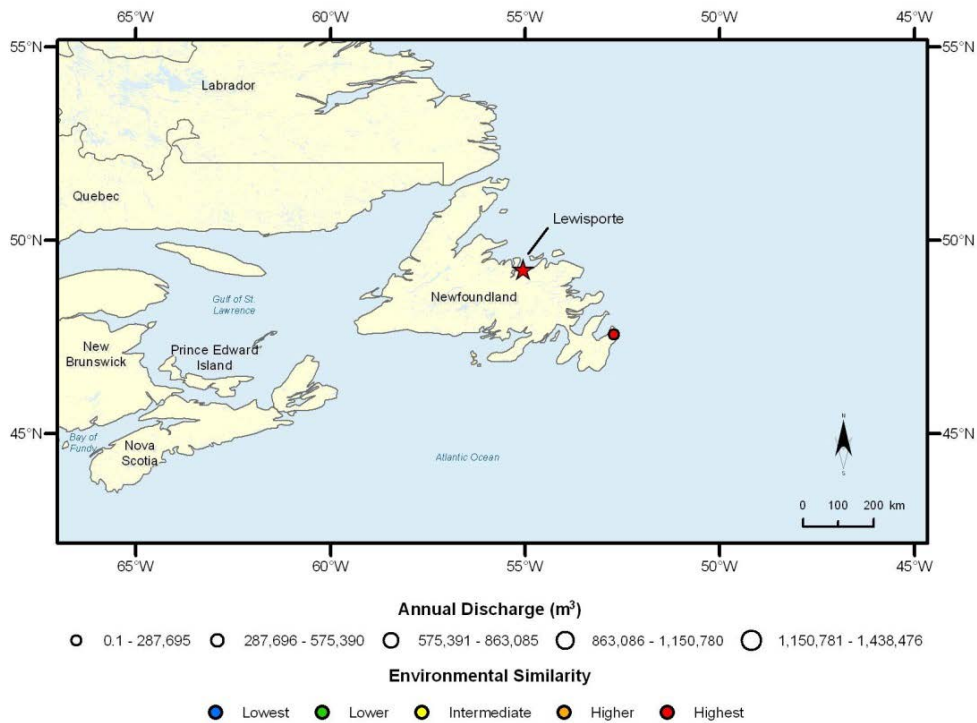 65°W 60°W 55°W 50°W 45°W
55°N 55°N
Labrador
Quebec
Lewisporte
50°N 50°N
Newfoundland
Gulf of St.
Lawrence
New
Brunswick
Prince Edward
Island
45°N 45°N
Bay of
Fundy
Nova
Scotia
Atlantic Ocean
N
0 100 200 km
65°W 60°W 55°W 50°W 45°W
Annual Discharge (m³)
0.1 - 287,695 287,696 - 575,390 575,391 - 863,085 863,086 - 1,150,780 1,150,781 - 1,438,476
Environmental Similarity
Lowest Lower Intermediate Higher Highest